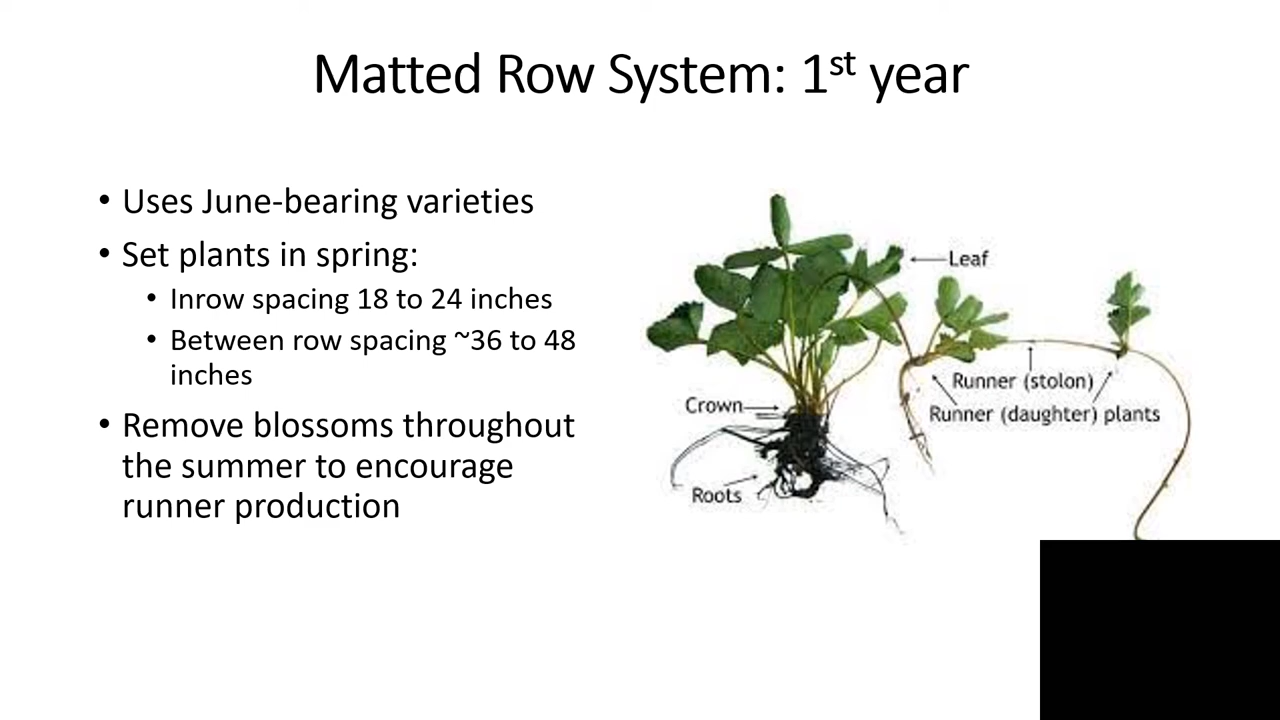 Matted Row System: 1st year
• Uses June-bearing varieties
• Set plants in spring:
• Inrow spacing 18 to 24 inches
• Between row spacing ~36 to 48
inches
• Remove blossoms throughout
the summer to encourage
runner production
Leaf
Runner (stolon)
Runner (daughter) plants
Crown
Roots